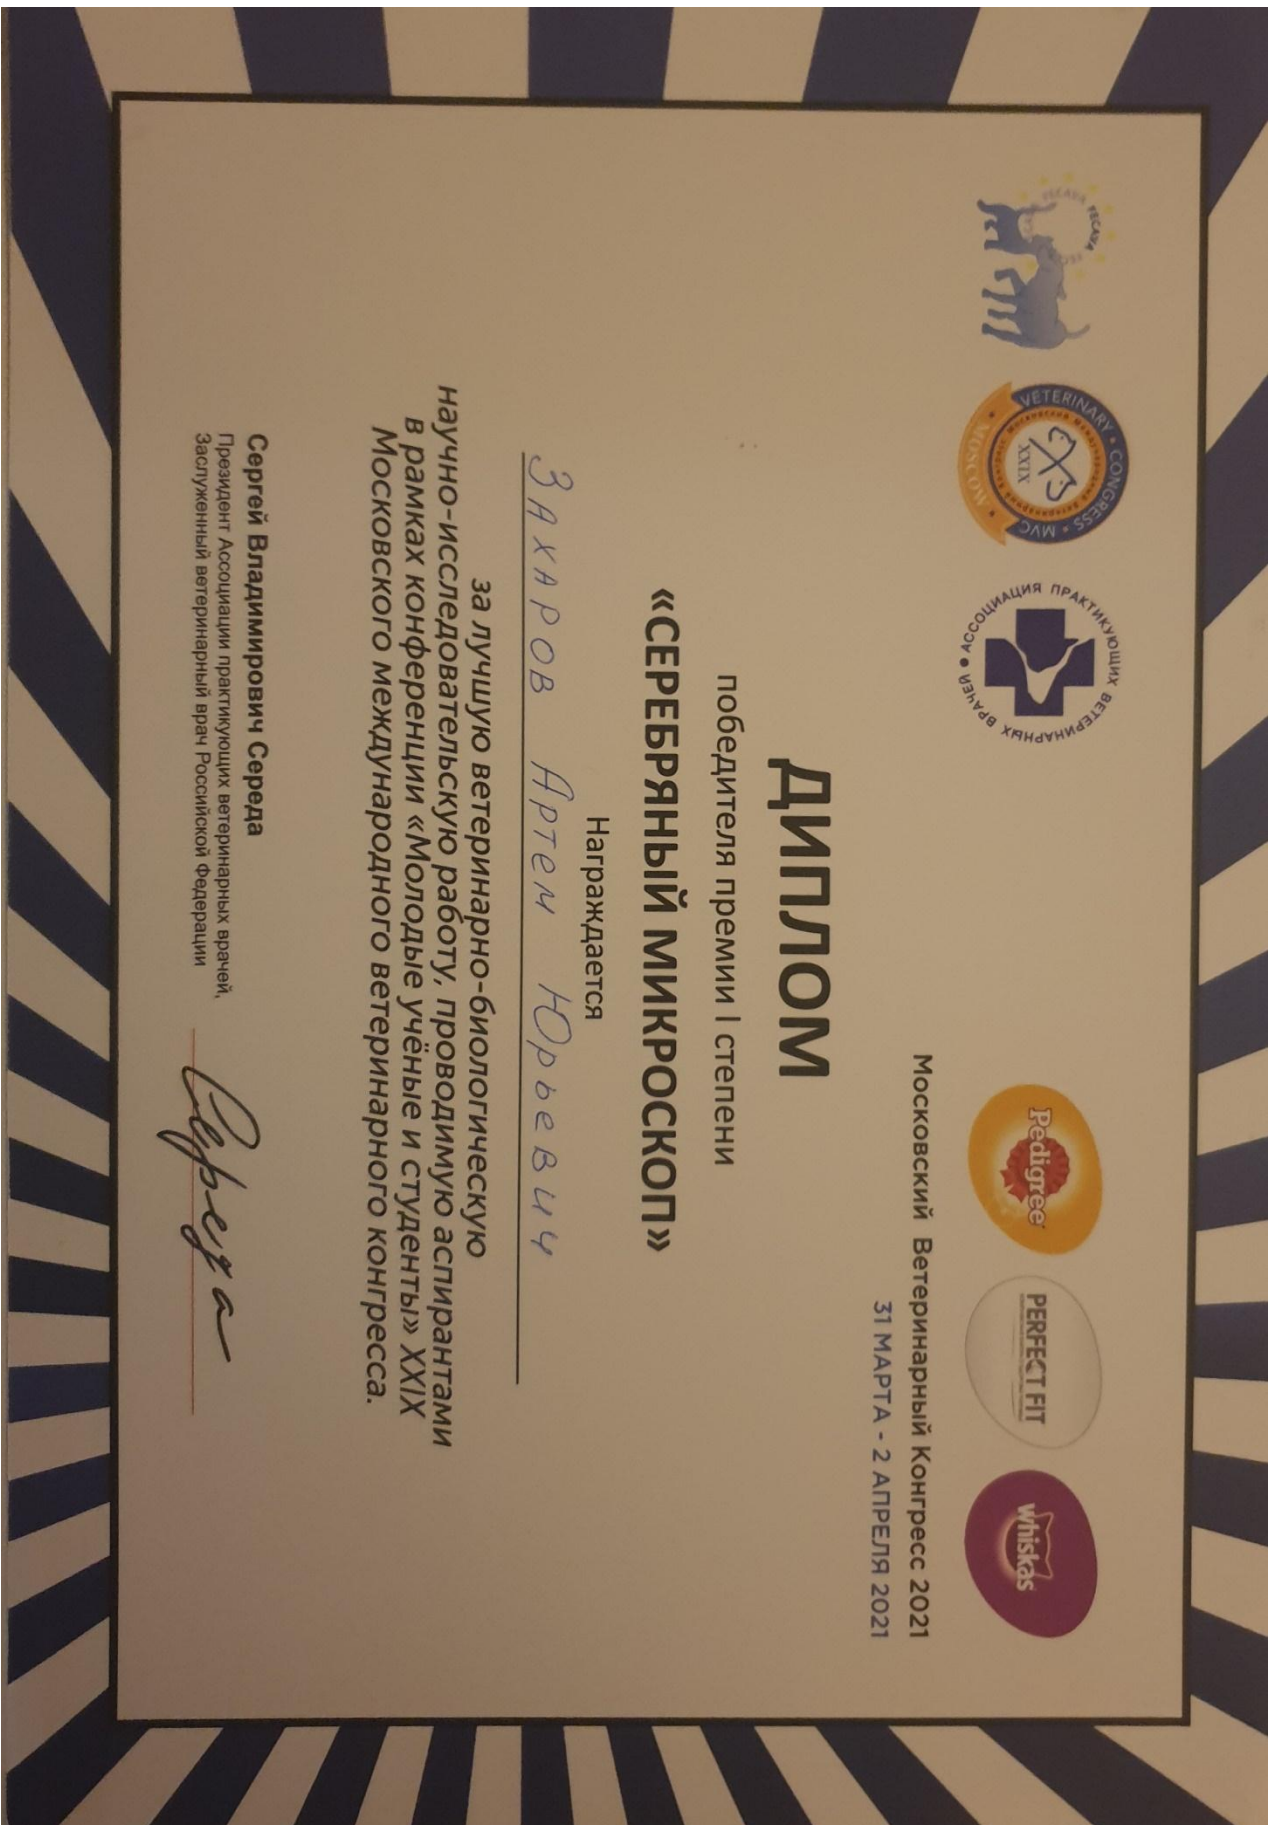 FECAVA FECAVA
VETERINARY • CONGRESS • MVC
• MOSCOW •
XXIX
АССОЦИАЦИЯ ПРАКТИКУЮЩИХ ВЕТЕРИНАРНЫХ ВРАЧЕЙ •
Pedigree
PERFECT FIT
whiskas
Московский Ветеринарный Конгресс 2021
31 МАРТА - 2 АПРЕЛЯ 2021
ДИПЛОМ
победителя премии I степени
«СЕРЕБРЯНЫЙ МИКРОСКОП»
Награждается
Захаров Артем Юрьевич
за лучшую ветеринарно-биологическую
научно-исследовательскую работу, проводимую аспирантами
в рамках конференции «Молодые учёные и студенты» XXIX
Московского международного ветеринарного конгресса.
Сергей Владимирович Середа
Президент Ассоциации практикующих ветеринарных врачей,
Заслуженный ветеринарный врач Российской Федерации
Середа